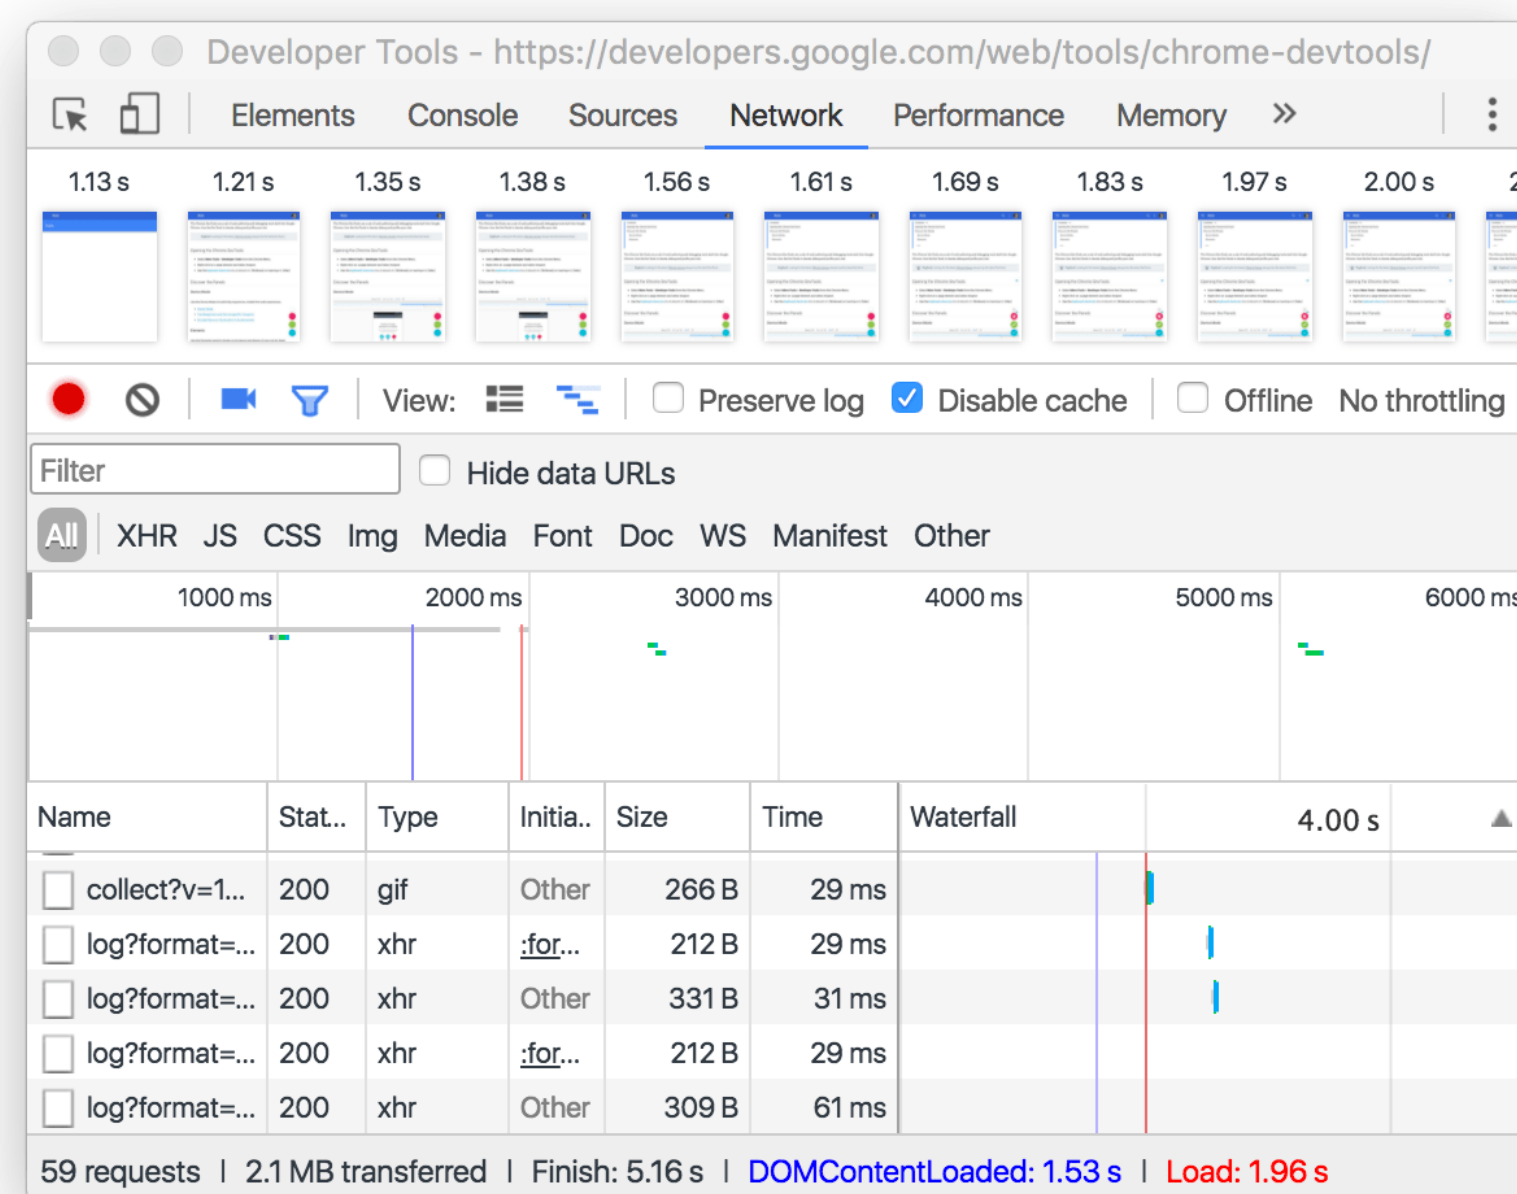 Developer Tools - https://developers.google.com/web/tools/chrome-devtools/
Elements Console Sources Network Performance Memory »
1.13 s 1.21 s 1.35 s 1.38 s 1.56 s 1.61 s 1.69 s 1.83 s 1.97 s 2.00 s
View: Preserve log Disable cache Offline No throttling
Filter Hide data URLs
All XHR JS CSS Img Media Font Doc WS Manifest Other
1000 ms 2000 ms 3000 ms 4000 ms 5000 ms 6000 ms
Name Stat... Type Initia.. Size Time Waterfall 4.00 s
collect?v=1... 200 gif Other 266 B 29 ms
log?format=... 200 xhr :for... 212 B 29 ms
log?format=... 200 xhr Other 331 B 31 ms
log?format=... 200 xhr :for... 212 B 29 ms
log?format=... 200 xhr Other 309 B 61 ms
59 requests | 2.1 MB transferred | Finish: 5.16 s | DOMContentLoaded: 1.53 s | Load: 1.96 s